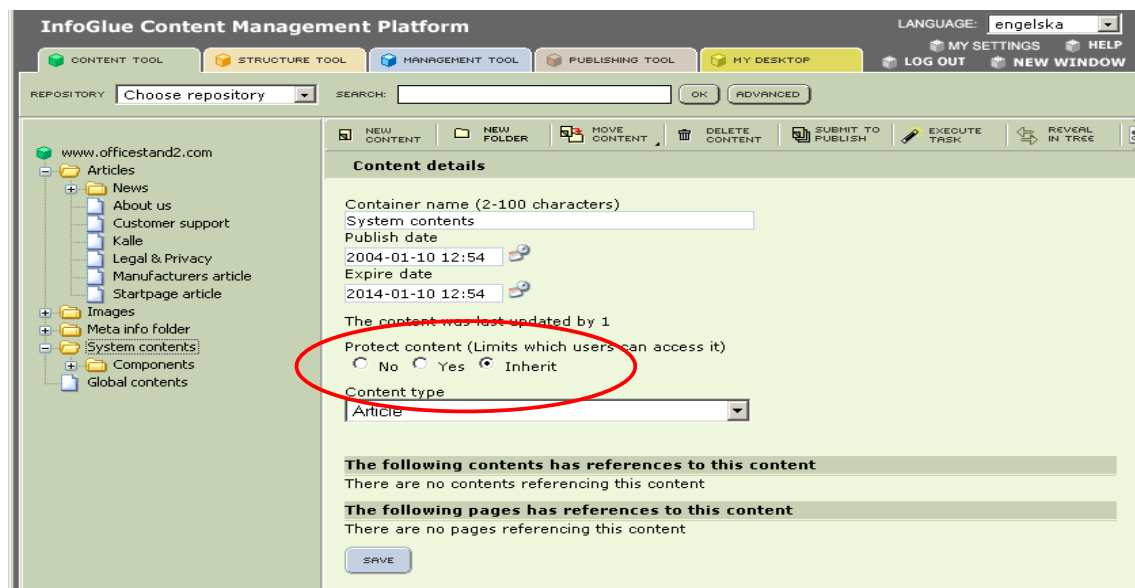 InfoGlue Content Management Platform
LANGUAGE: engelska
MY SETTINGS HELP
LOG OUT NEW WINDOW
CONTENT TOOL STRUCTURE TOOL MANAGEMENT TOOL PUBLISHING TOOL MY DESKTOP
REPOSITORY Choose repository SEARCH: OK ADVANCED
NEW CONTENT NEW FOLDER MOVE CONTENT DELETE CONTENT SUBMIT TO PUBLISH EXECUTE TASK REVEAL IN TREE
www.officestand2.com
Articles
News
About us
Customer support
Kalle
Legal & Privacy
Manufacturers article
Startpage article
Images
Meta info folder
System contents
Components
Global contents
Content details
Container name (2-100 characters)
System contents
Publish date
2004-01-10 12:54
Expire date
2014-01-10 12:54
The content was last updated by 1
Protect content (Limits which users can access it)
No Yes Inherit
Content type
Article
The following contents has references to this content
There are no contents referencing this content
The following pages has references to this content
There are no pages referencing this content
SAVE